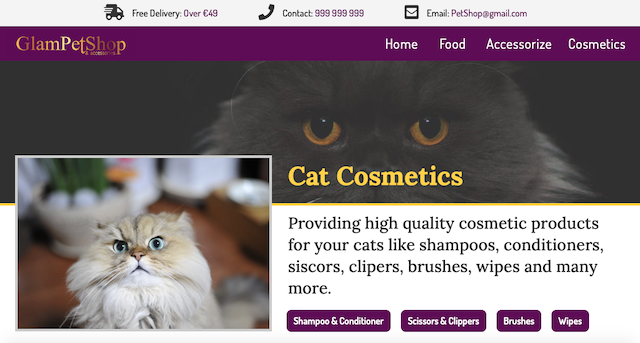 Free Delivery: Over €49
Contact: 999 999 999
Email: PetShop@gmail.com
GlamPetShop
& accessories
Home
Food
Accessorize
Cosmetics
Cat Cosmetics
Providing high quality cosmetic products
for your cats like shampoos, conditioners,
siscors, clipers, brushes, wipes and many
more.
Shampoo & Conditioner
Scissors & Clippers
Brushes
Wipes